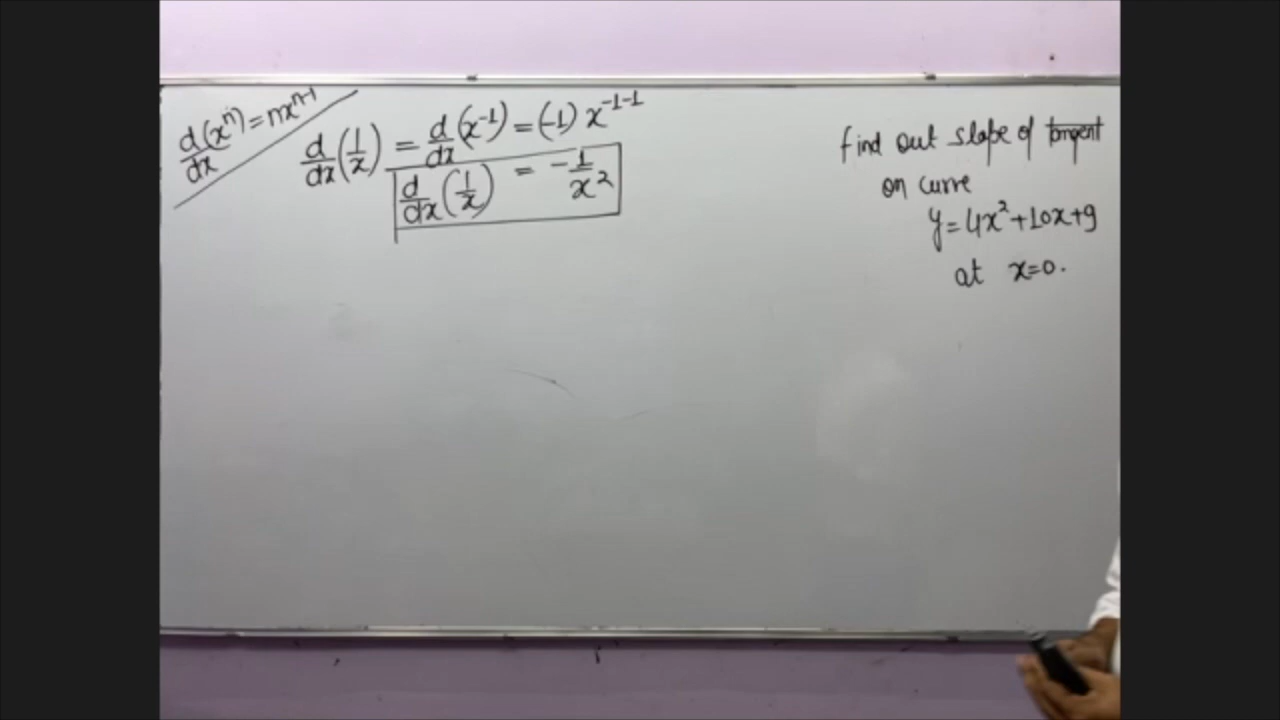 d/dx (xⁿ) = nxⁿ⁻¹
d/dx (1/x) = d/dx (x⁻¹) = (-1) x⁻¹⁻¹
d/dx (1/x) = -1/x²
find out slope of tangent
on curve
y = 4x² + 10x + 9
at x=0.